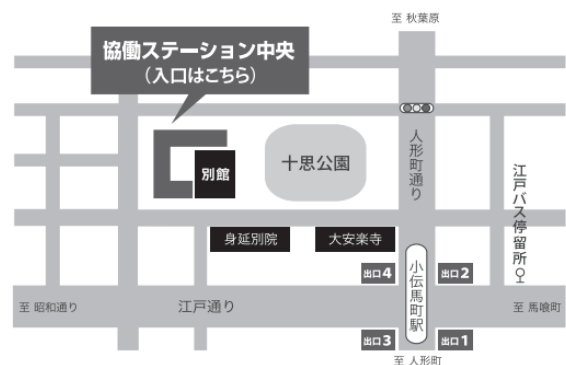 至 秋葉原
協働ステーション中央
(入口はこちら)
人形町通り
別館
十思公園
江戸バス停留所
身延別院
大安楽寺
小伝馬町駅
出口4
出口2
至 昭和通り
江戸通り
至 馬喰町
出口3
出口1
至 人形町